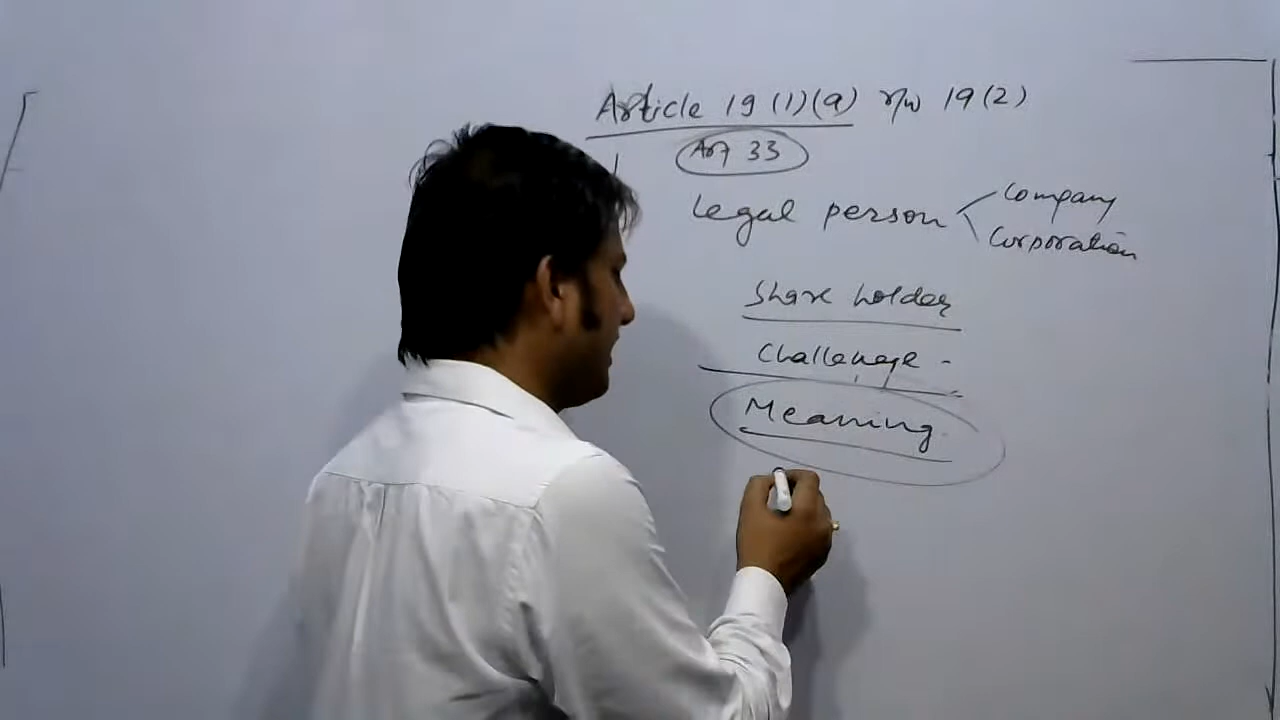 Article 19 (1)(a) r/w 19 (2)
Art 33
Legal person
Company
Corporation
Share holder
Challenge -
Meaning